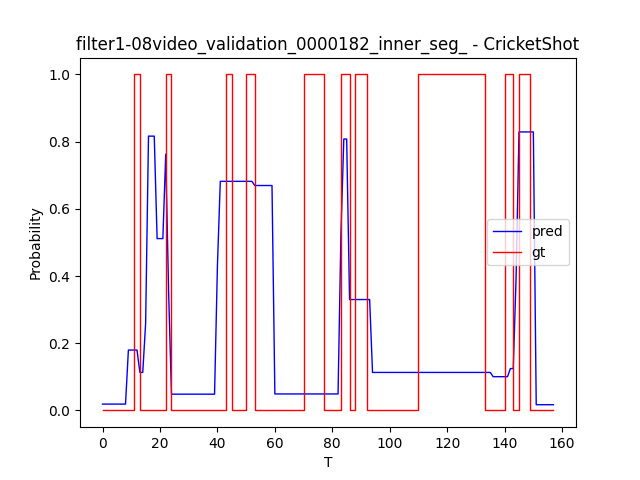 filter1-08video_validation_0000182_inner_seg_ - CricketShot
1.0
0.8
0.6
0.4
0.2
0.0
Probability
pred
gt
0 20 40 60 80 100 120 140 160
T